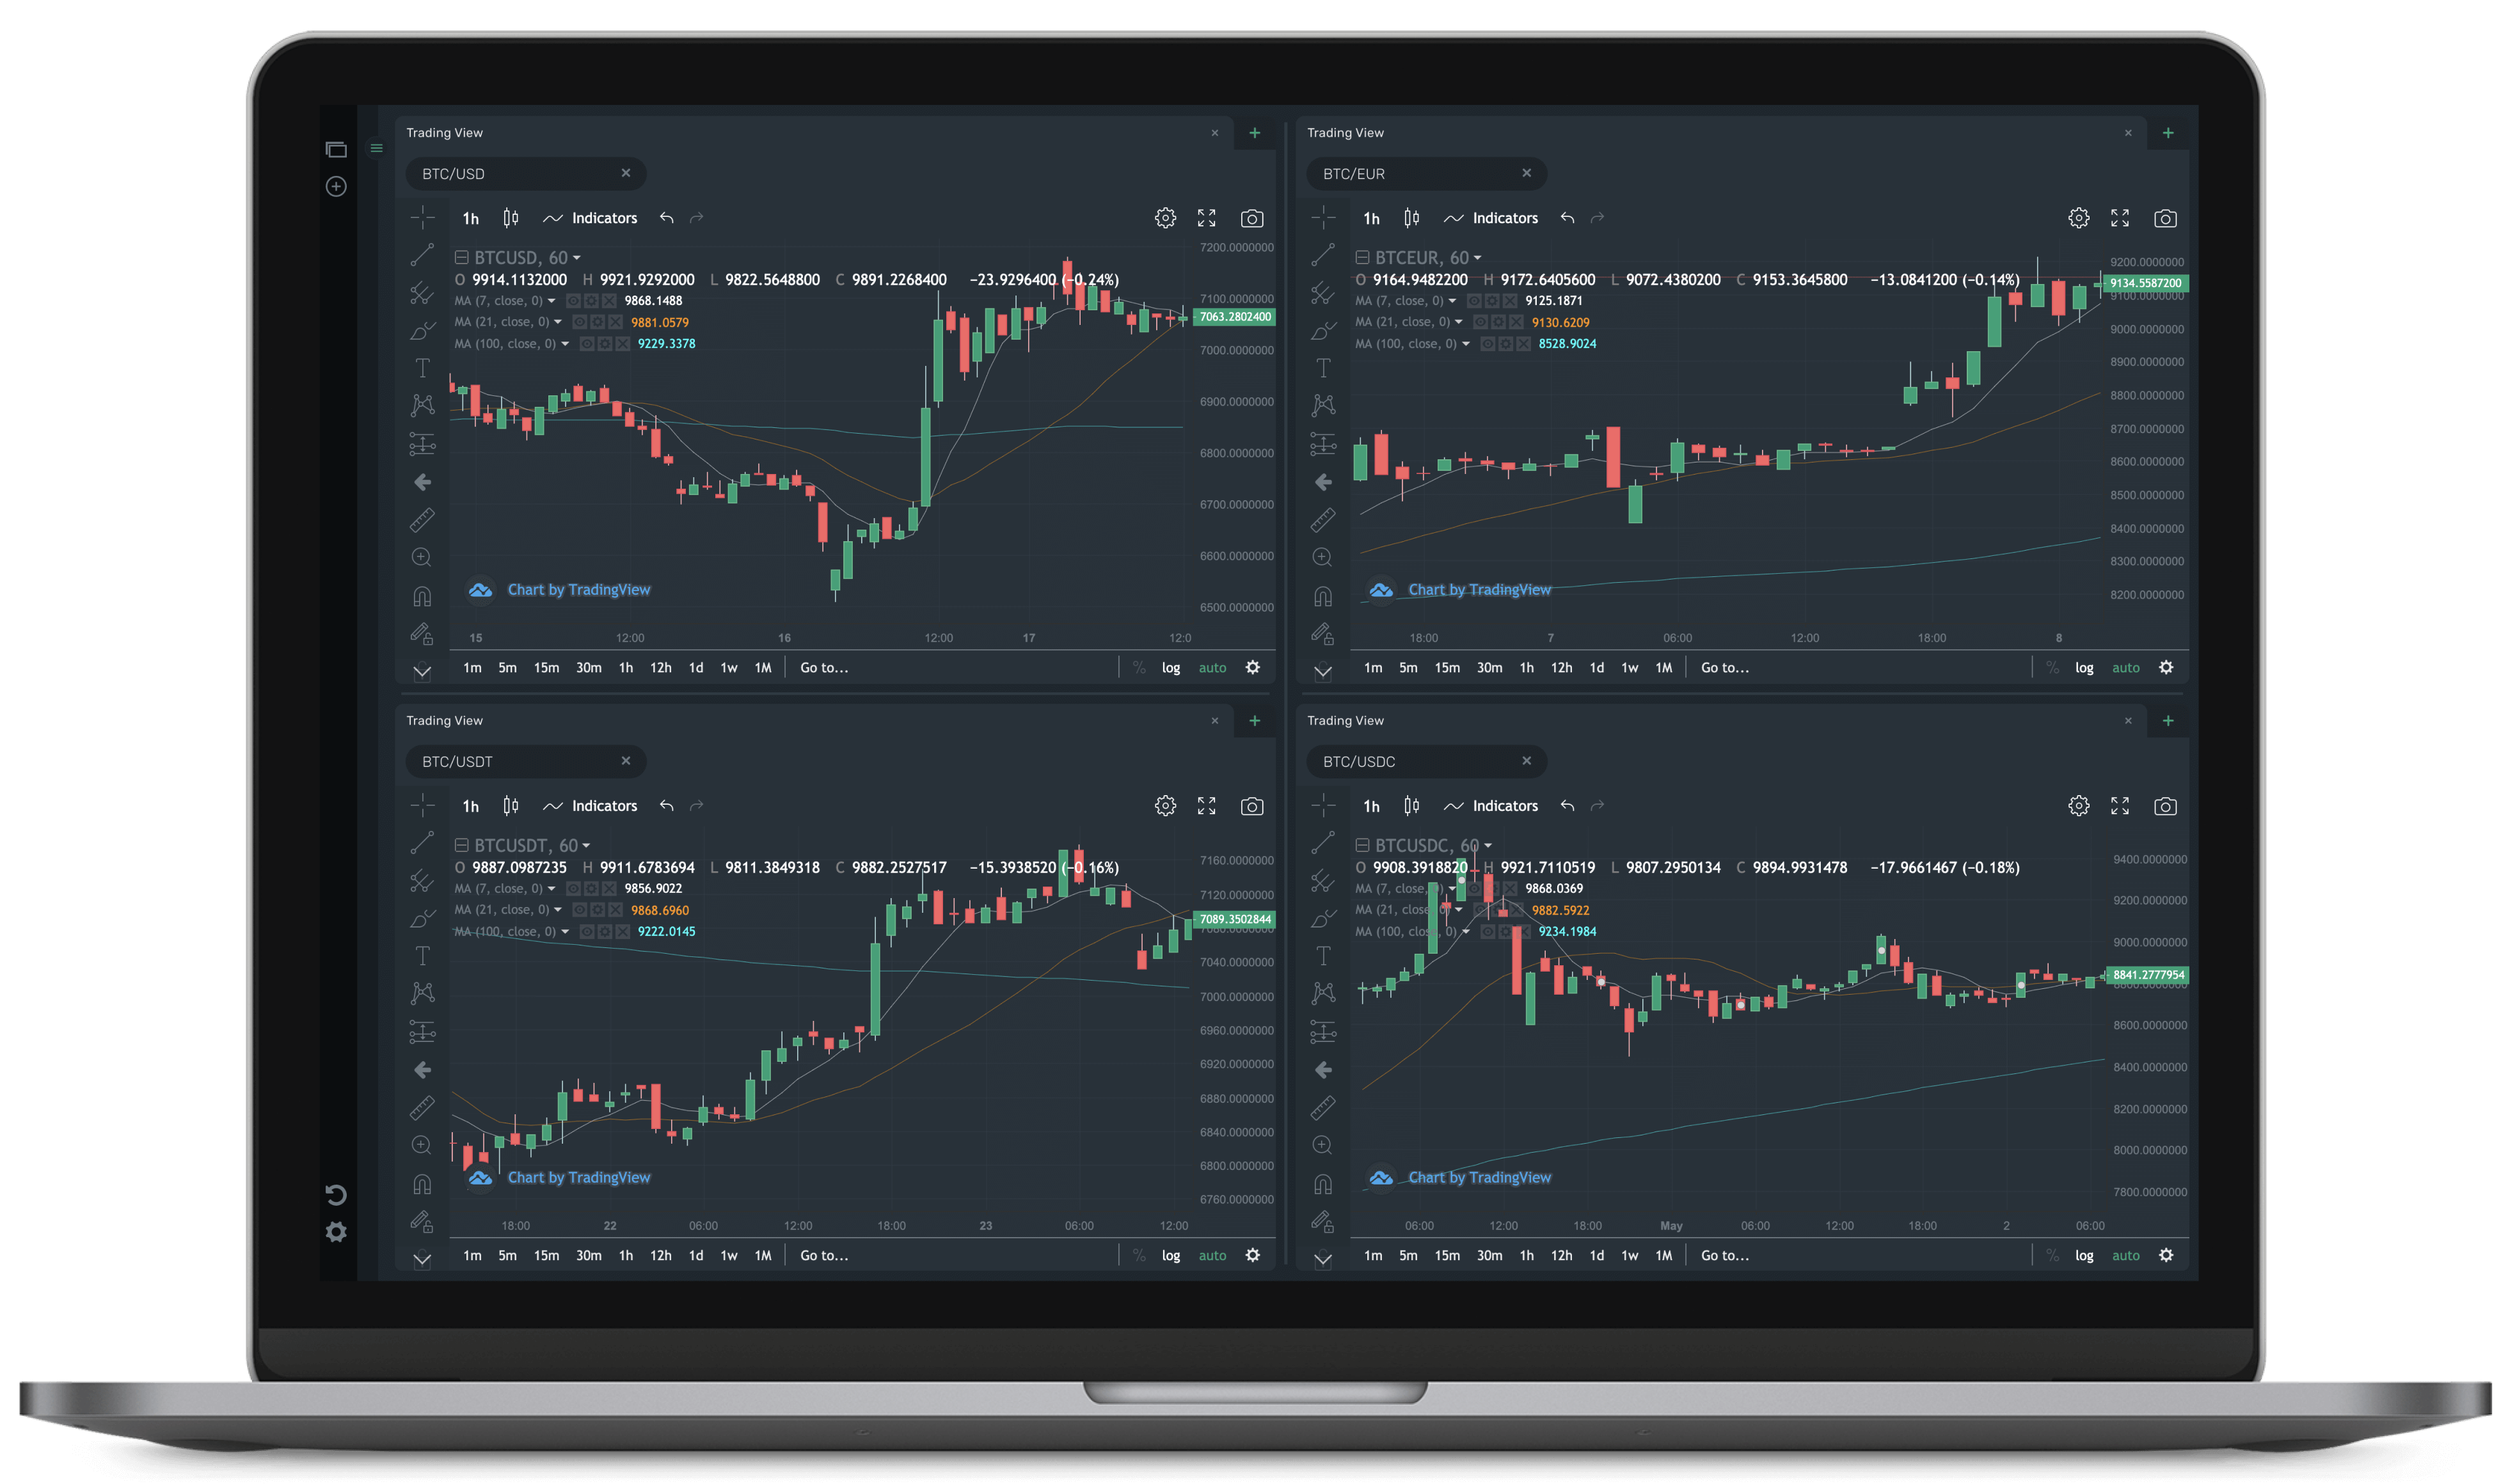 Trading View
BTC/USD
1h Indicators
BTCUSD, 60
O 9914.1132000 H 9921.9292000 L 9822.5648800 C 9891.2268400 −23.9296400 (−0.24%)
MA (7, close, 0) 9868.1488
MA (21, close, 0) 9881.0579
MA (100, close, 0) 9229.3378
7200.0000000
7100.0000000
7063.2802400
7000.0000000
6900.0000000
6800.0000000
6700.0000000
6600.0000000
6500.0000000
Chart by TradingView
15 12:00 16 12:00 17 12:0
1m 5m 15m 30m 1h 12h 1d 1w 1M Go to... % log auto
Trading View
BTC/EUR
1h Indicators
BTCEUR, 60
O 9164.9482200 H 9172.6405600 L 9072.4380200 C 9153.3645800 −13.0841200 (−0.14%)
MA (7, close, 0) 9125.1871
MA (21, close, 0) 9130.6209
MA (100, close, 0) 8528.9024
9200.0000000
9134.5587200
9100.0000000
9000.0000000
8900.0000000
8800.0000000
8700.0000000
8600.0000000
8500.0000000
8400.0000000
8300.0000000
8200.0000000
Chart by TradingView
18:00 7 06:00 12:00 18:00 8
1m 5m 15m 30m 1h 12h 1d 1w 1M Go to... % log auto
Trading View
BTC/USDT
1h Indicators
BTCUSDT, 60
O 9887.0987235 H 9911.6783694 L 9811.3849318 C 9882.2527517 −15.3938520 (−0.16%)
MA (7, close, 0) 9856.9022
MA (21, close, 0) 9868.6960
MA (100, close, 0) 9222.0145
7160.0000000
7120.0000000
7089.3502844
7080.0000000
7040.0000000
7000.0000000
6960.0000000
6920.0000000
6880.0000000
6840.0000000
6800.0000000
6760.0000000
Chart by TradingView
18:00 22 06:00 12:00 18:00 23 06:00 12:00
1m 5m 15m 30m 1h 12h 1d 1w 1M Go to... % log auto
Trading View
BTC/USDC
1h Indicators
BTCUSDC, 60
O 9908.3918820 H 9921.7110519 L 9807.2950134 C 9894.9931478 −17.9661467 (−0.18%)
MA (7, close, 0) 9868.0369
MA (21, close, 0) 9882.5922
MA (100, close, 0) 9234.1984
9400.0000000
9200.0000000
9000.0000000
8841.2777954
8800.0000000
8600.0000000
8400.0000000
8200.0000000
8000.0000000
7800.0000000
Chart by TradingView
06:00 12:00 18:00 May 06:00 12:00 18:00 2 06:00
1m 5m 15m 30m 1h 12h 1d 1w 1M Go to... % log auto